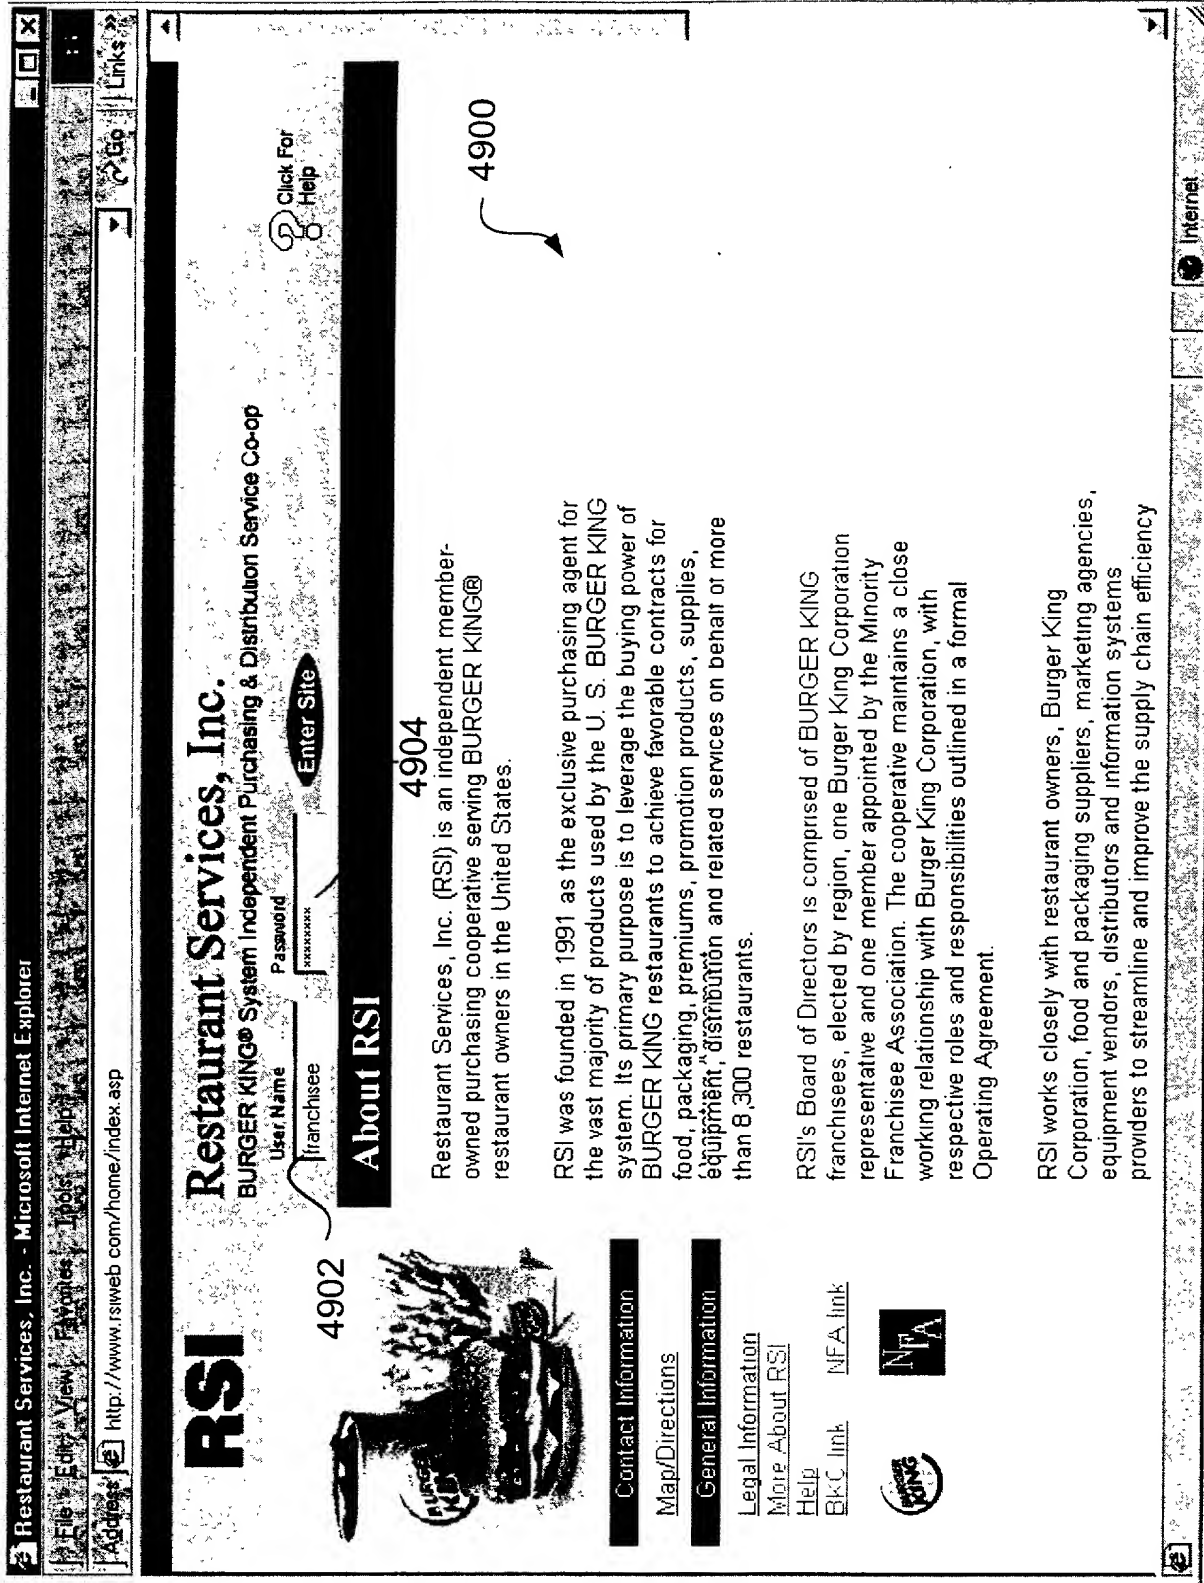 Restaurant Services, Inc. - Microsoft Internet Explorer
File Edit View Favorites Tools Help
Address http://www.rsiweb com/home/index.asp
Go Links »
RSI
Restaurant Services, Inc.
BURGER KING® System Independent Purchasing & Distribution Service Co-op
User Name Password
franchisee xxxxxxxx Enter Site
Click For
Help
4902
4904
4900
About RSI
Restaurant Services, Inc. (RSI) is an independent member-
owned purchasing cooperative serving BURGER KING®
restaurant owners in the United States.
RSI was founded in 1991 as the exclusive purchasing agent for
the vast majority of products used by the U. S. BURGER KING
system. Its primary purpose is to leverage the buying power of
BURGER KING restaurants to achieve favorable contracts for
food, packaging, premiums, promotion products, supplies,
equipment, distribution and related services on behalf of more
than 8,300 restaurants.
RSI's Board of Directors is comprised of BURGER KING
franchisees, elected by region, one Burger King Corporation
representative and one member appointed by the Minority
Franchisee Association. The cooperative maintains a close
working relationship with Burger King Corporation, with
respective roles and responsibilities outlined in a formal
Operating Agreement.
RSI works closely with restaurant owners, Burger King
Corporation, food and packaging suppliers, marketing agencies,
equipment vendors, distributors and information systems
providers to streamline and improve the supply chain efficiency
BURGER
KING
Contact Information
Map/Directions
General Information
Legal Information
More About RSI
Help
BKC link NFA link
BURGER
KING
NFA
Internet